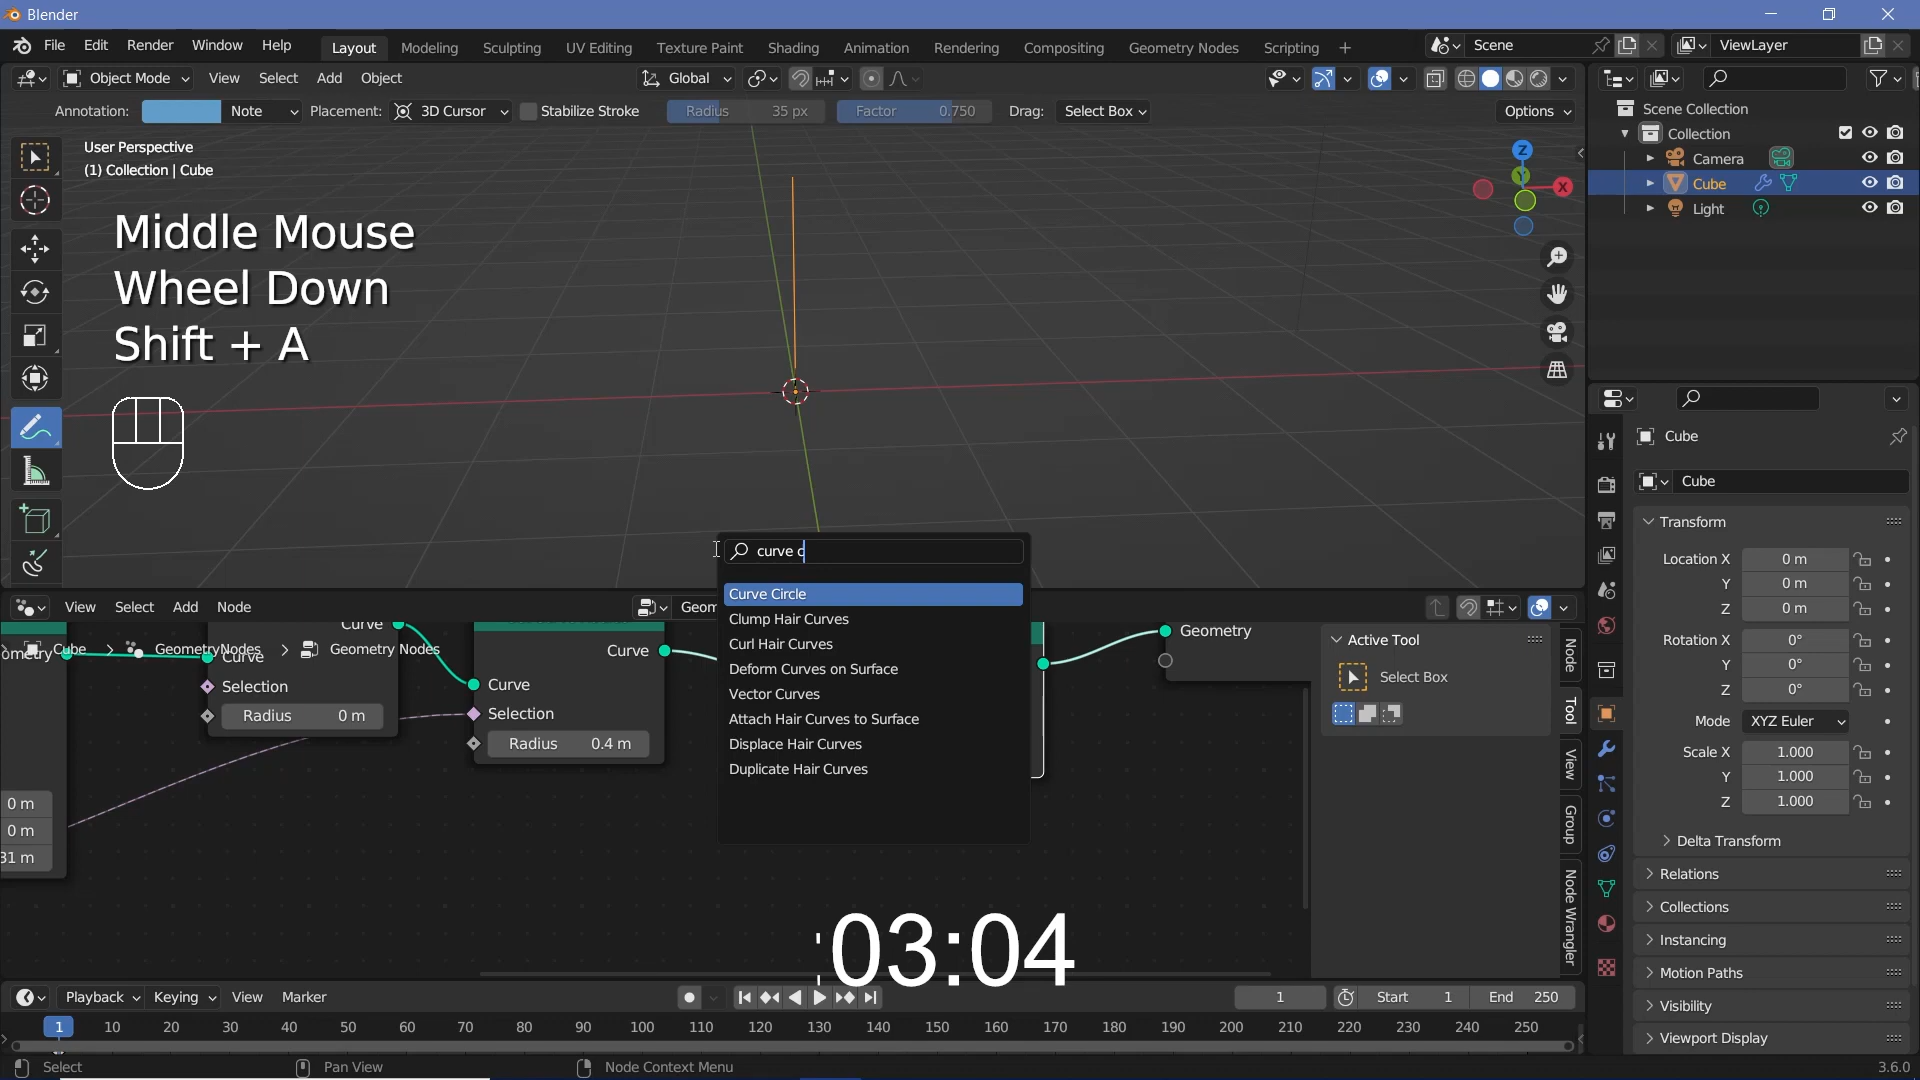 Blender
File Edit Render Window Help
Layout Modeling Sculpting UV Editing Texture Paint Shading Animation Rendering Compositing Geometry Nodes Scripting +
Scene
ViewLayer
Object Mode View Select Add Object
Global
Annotation: Note Placement: 3D Cursor Stabilize Stroke Radius 35 px Factor 0.750 Drag: Select Box
Options
User Perspective
(1) Collection | Cube
Middle Mouse
Wheel Down
Shift + A
Z
Y
X
Scene Collection
Collection
Camera
Cube
Light
Cube
Cube
Transform
Location X 0 m
Y 0 m
Z 0 m
Rotation X 0°
Y 0°
Z 0°
Mode XYZ Euler
Scale X 1.000
Y 1.000
Z 1.000
Delta Transform
Relations
Collections
Instancing
Motion Paths
Visibility
Viewport Display
curve c
Curve Circle
Clump Hair Curves
Curl Hair Curves
Deform Curves on Surface
Vector Curves
Attach Hair Curves to Surface
Displace Hair Curves
Duplicate Hair Curves
View Select Add Node
Geom
Cube > GeometryNodes > Geometry Nodes
ometry
Curve
Curve
Selection
Radius 0 m
Curve
Curve
Selection
Radius 0.4 m
0 m
0 m
31 m
Geometry
Active Tool
Select Box
Node
Tool
View
Group
Node Wrangler
:03:04
Playback Keying View Marker
1
Start 1
End 250
1 10 20 30 40 50 60 70 80 90 100 110 120 130 140 150 160 170 180 190 200 210 220 230 240 250
Select
Pan View
Node Context Menu
3.6.0